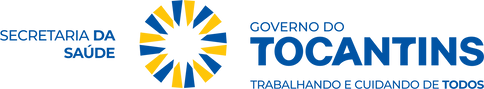 SECRETARIA DA
SAÚDE
GOVERNO DO
TOCANTINS
TRABALHANDO E CUIDANDO DE TODOS